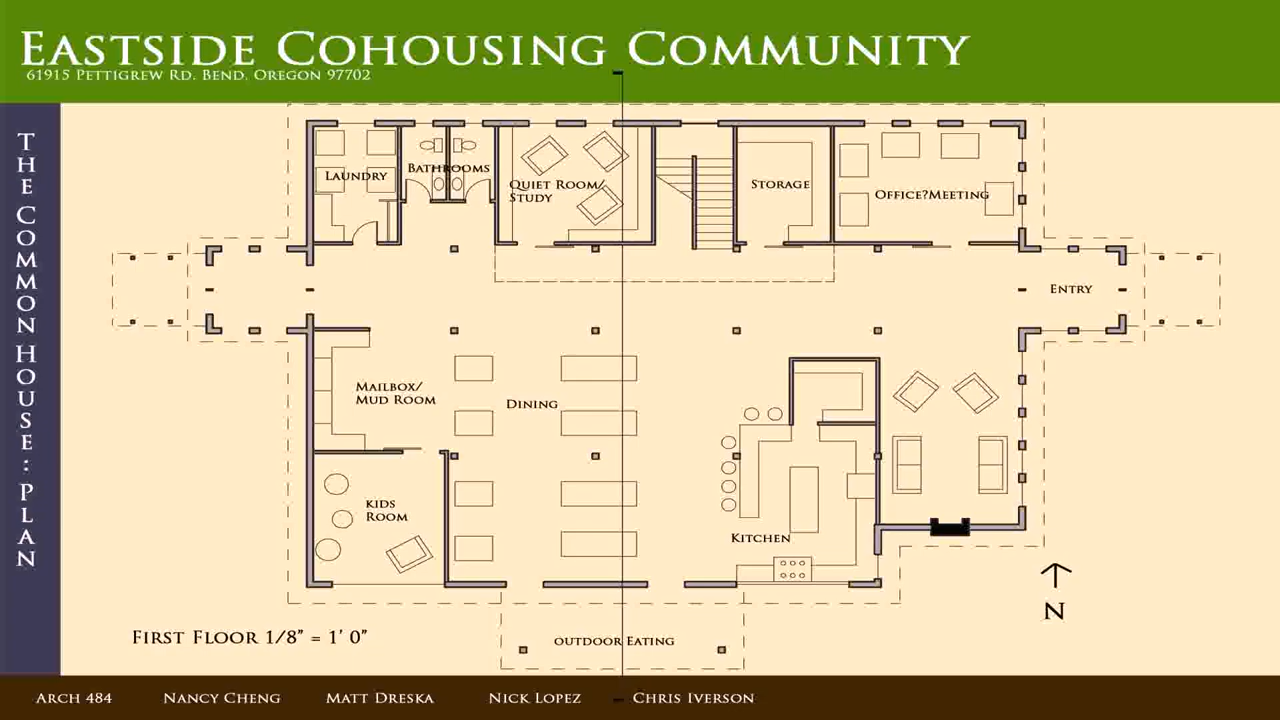 Eastside Cohousing Community
61915 Pettigrew Rd. Bend. Oregon 97702
The Common House: Plan
Laundry
Bathrooms
Quiet Room/
Study
Storage
Office?Meeting
Entry
Mailbox/
Mud Room
Dining
Kids
Room
Kitchen
N
First Floor 1/8” = 1’ 0”
outdoor Eating
Arch 484 Nancy Cheng Matt Dreska Nick Lopez Chris Iverson